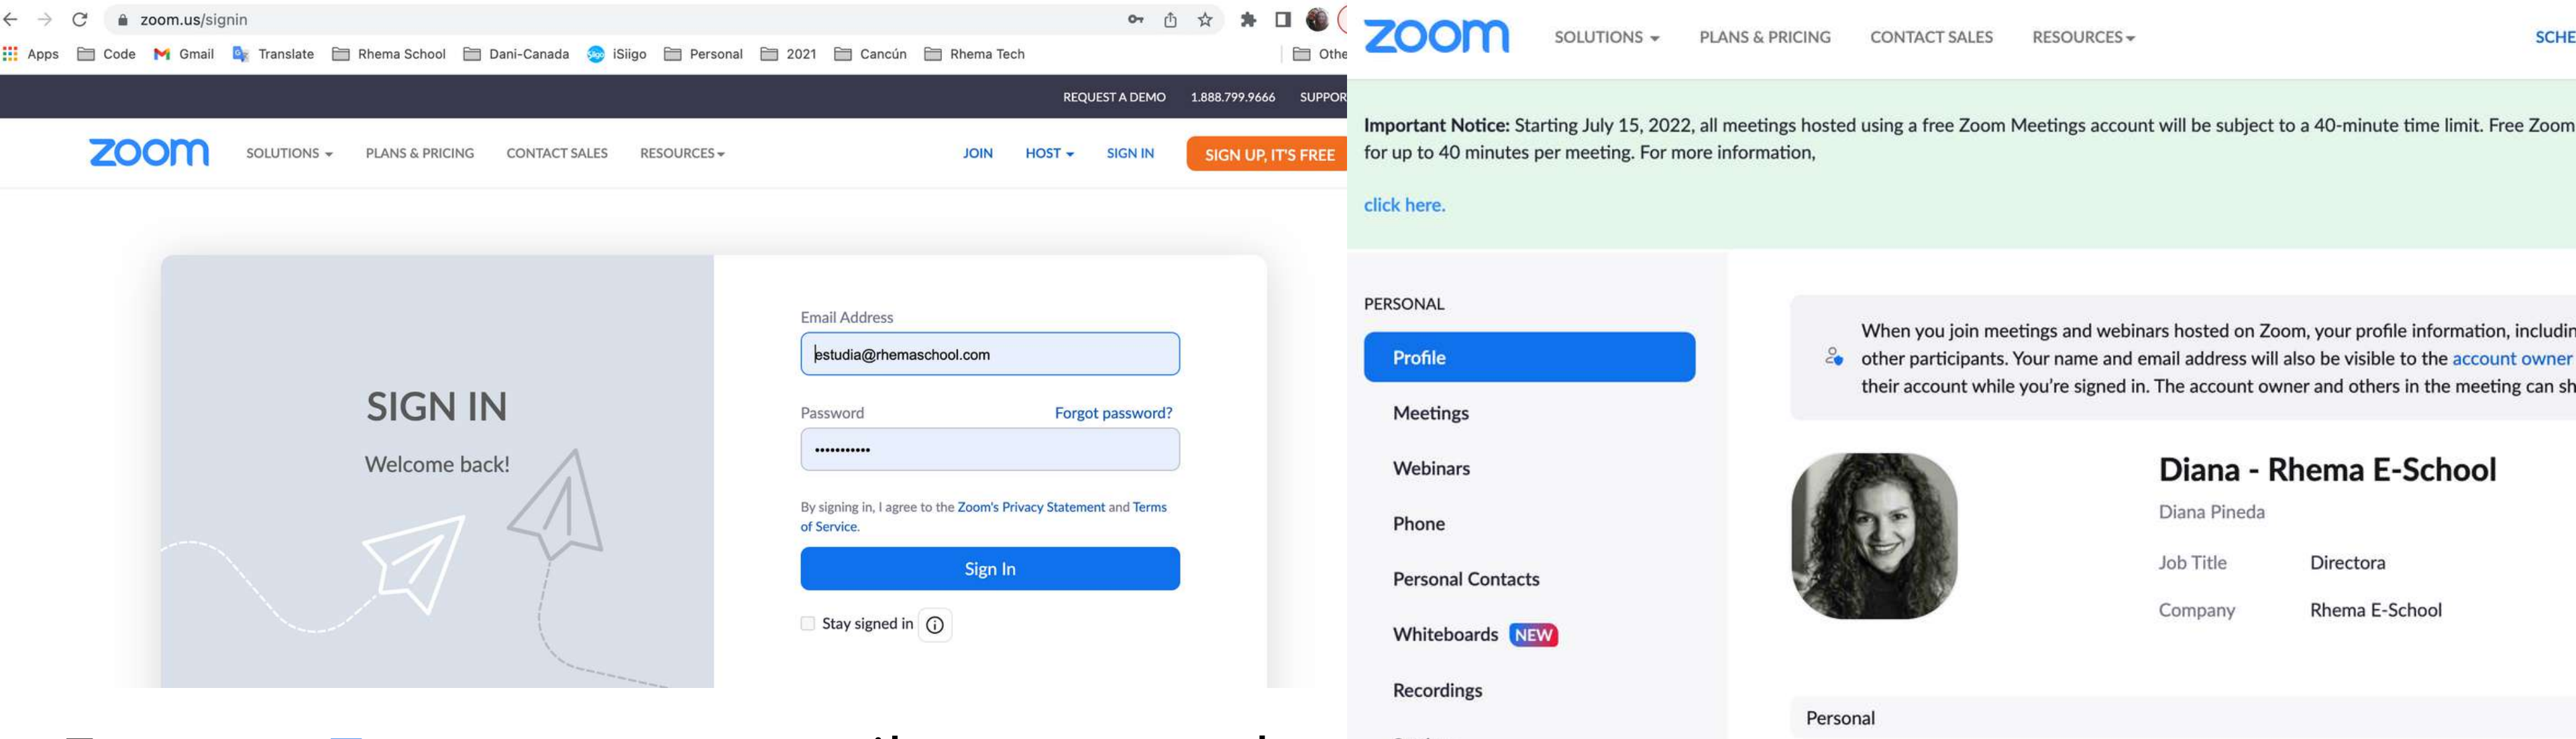 zoom.us/signin
Apps Code Gmail Translate Rhema School Dani-Canada iSiigo Personal 2021 Cancún Rhema Tech
REQUEST A DEMO 1.888.799.9666
zoom SOLUTIONS PLANS & PRICING CONTACT SALES RESOURCES JOIN HOST SIGN IN SIGN UP, IT'S FREE
SIGN IN
Welcome back!
Email Address
estudia@rhemaschool.com
Password Forgot password?
•••••••••••
By signing in, I agree to the Zoom's Privacy Statement and Terms
of Service.
Sign In
Stay signed in
zoom SOLUTIONS PLANS & PRICING CONTACT SALES RESOURCES
Important Notice: Starting July 15, 2022, all meetings hosted using a free Zoom Meetings account will be subject to a 40-minute time limit. Free Zoom
for up to 40 minutes per meeting. For more information,
click here.
PERSONAL
Profile
Meetings
Webinars
Phone
Personal Contacts
Whiteboards NEW
Recordings
When you join meetings and webinars hosted on Zoom, your profile information, includin
other participants. Your name and email address will also be visible to the account owner
their account while you're signed in. The account owner and others in the meeting can sh
Diana - Rhema E-School
Diana Pineda
Job Title Directora
Company Rhema E-School
Personal